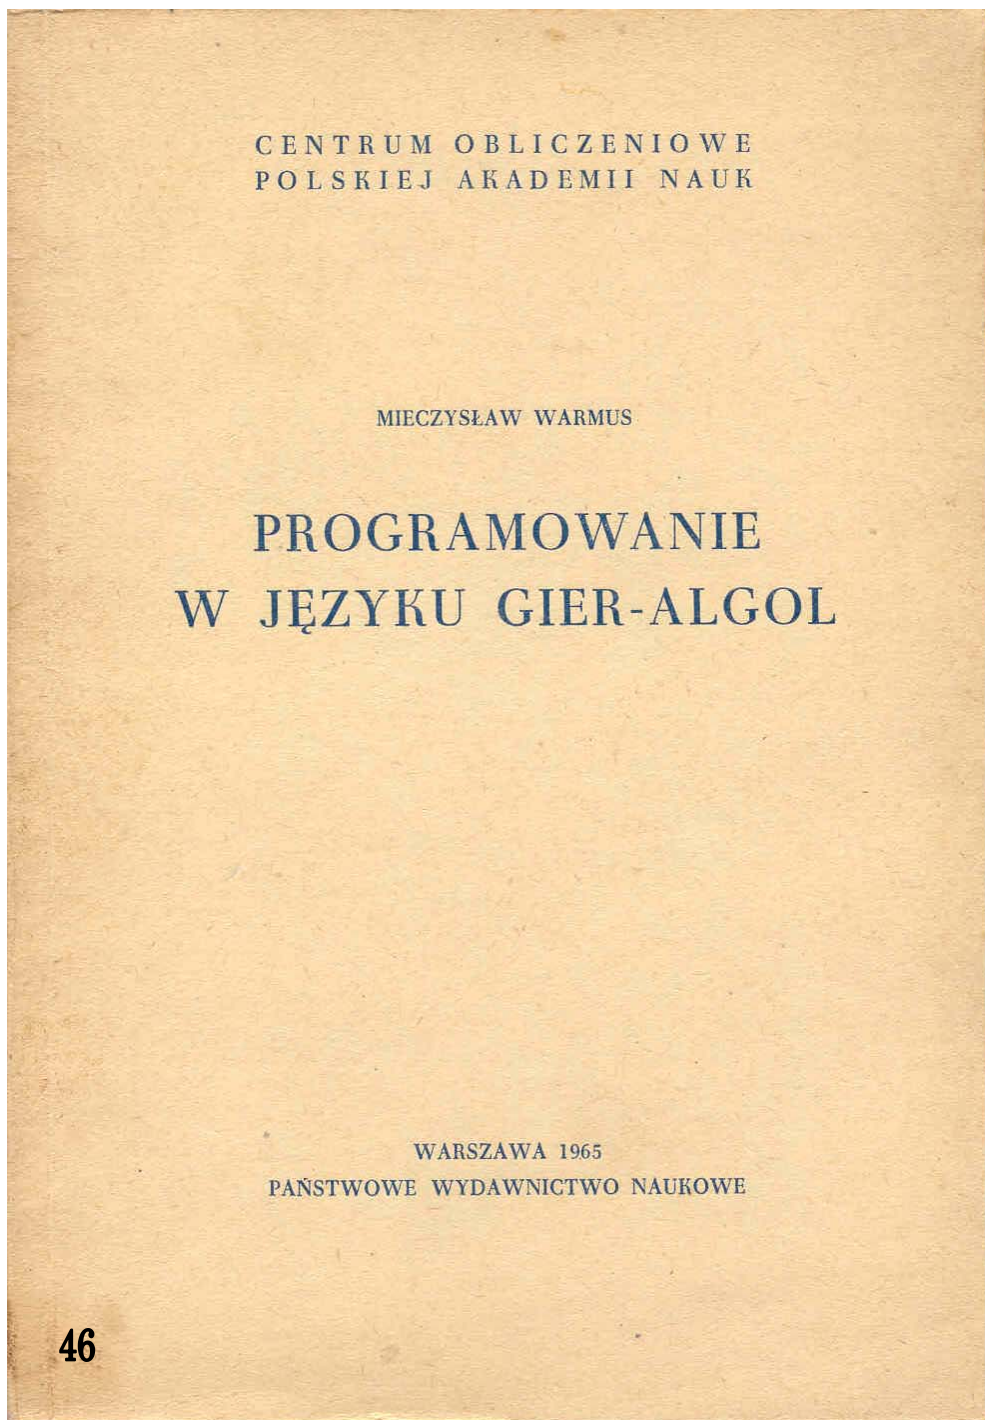 CENTRUM OBLICZENIOWE
POLSKIEJ AKADEMII NAUK
MIECZYSŁAW WARMUS
PROGRAMOWANIE
W JĘZYKU GIER-ALGOL
WARSZAWA 1965
PAŃSTWOWE WYDAWNICTWO NAUKOWE
46